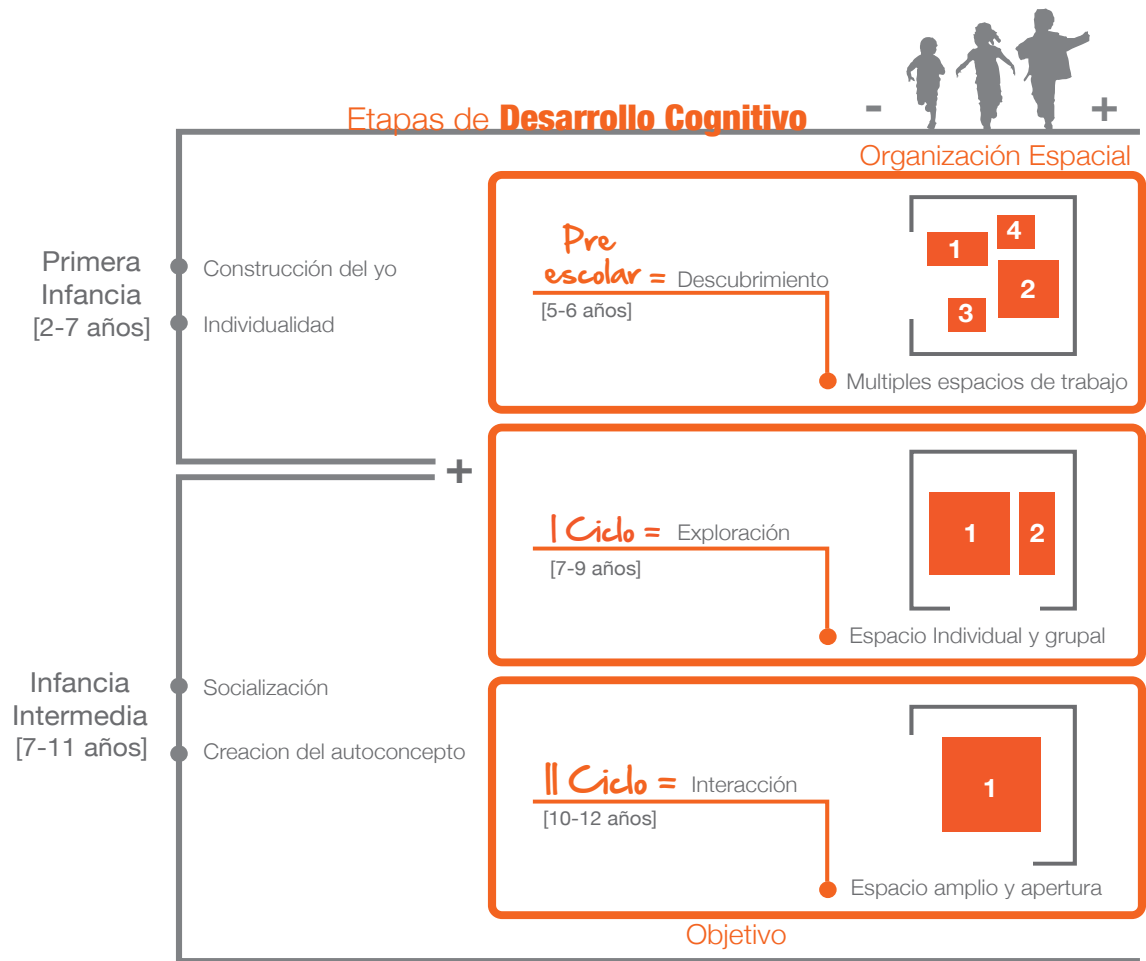 - +
Etapas de Desarrollo Cognitivo
Organización Espacial
Primera
Infancia
[2-7 años]
Construcción del yo
Individualidad
Pre
escolar = Descubrimiento
[5-6 años]
1
4
2
3
Multiples espacios de trabajo
+
I Ciclo = Exploración
[7-9 años]
1 2
Espacio Individual y grupal
Infancia
Intermedia
[7-11 años]
Socialización
Creacion del autoconcepto
II Ciclo = Interacción
[10-12 años]
1
Espacio amplio y apertura
Objetivo